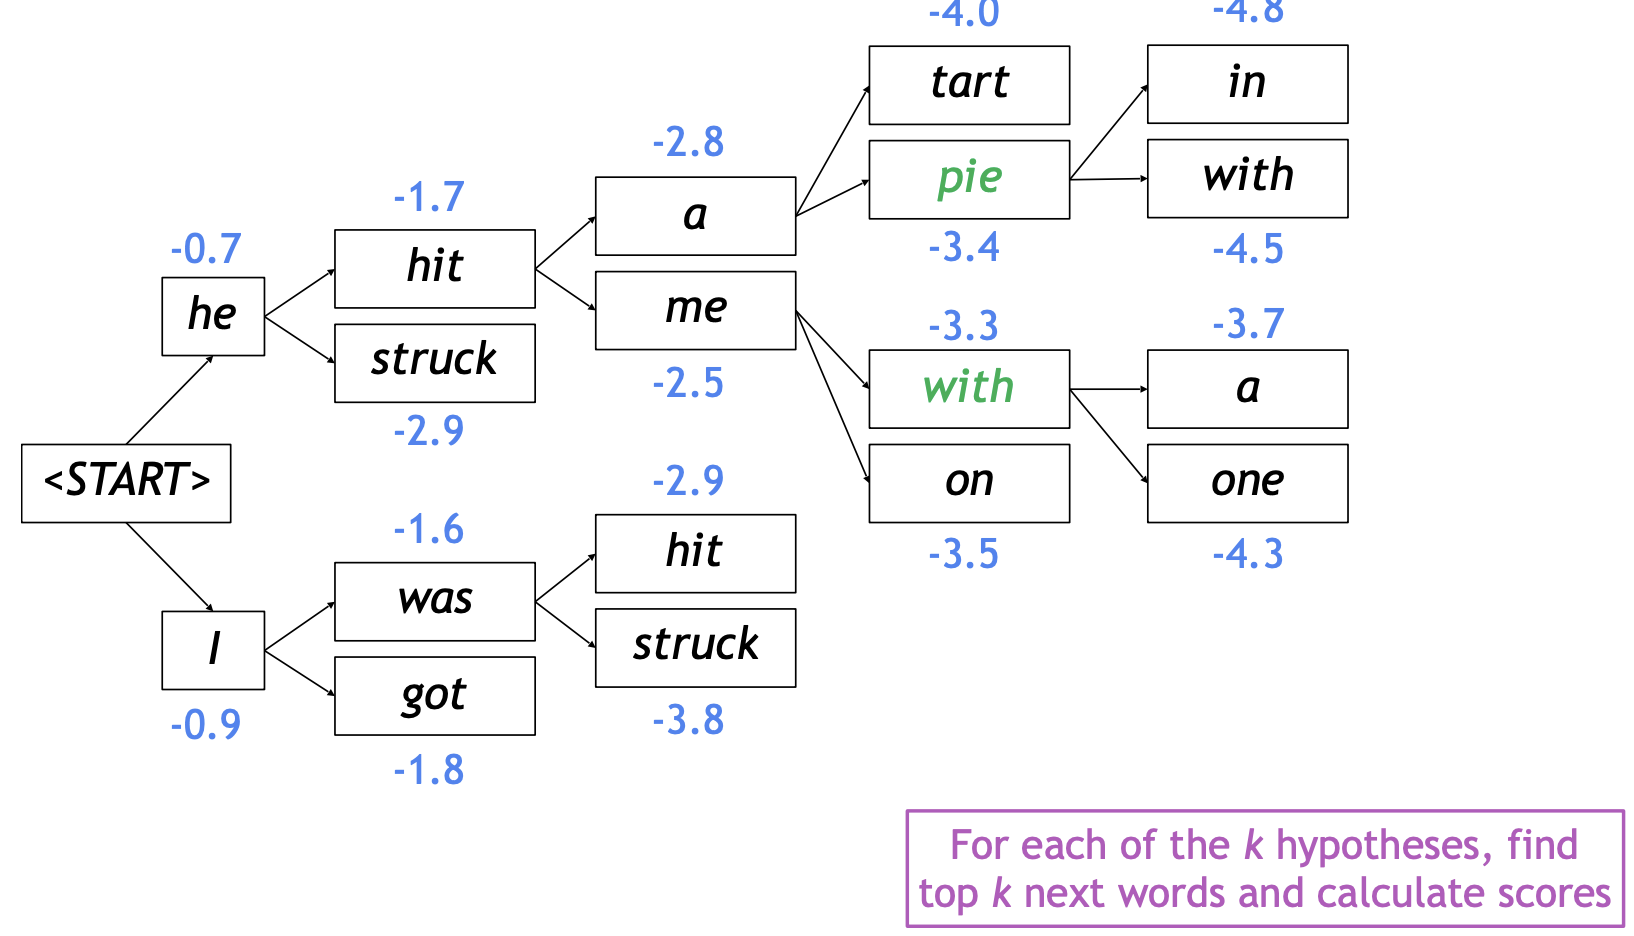 -4.0
-4.8
tart
in
-2.8
pie
with
-1.7
a
-3.4
-4.5
-0.7
hit
me
-3.3
-3.7
he
struck
-2.5
with
a
-2.9
<START>
-2.9
on
one
-1.6
hit
-3.5
-4.3
was
struck
I
got
-3.8
-0.9
-1.8
For each of the k hypotheses, find
top k next words and calculate scores